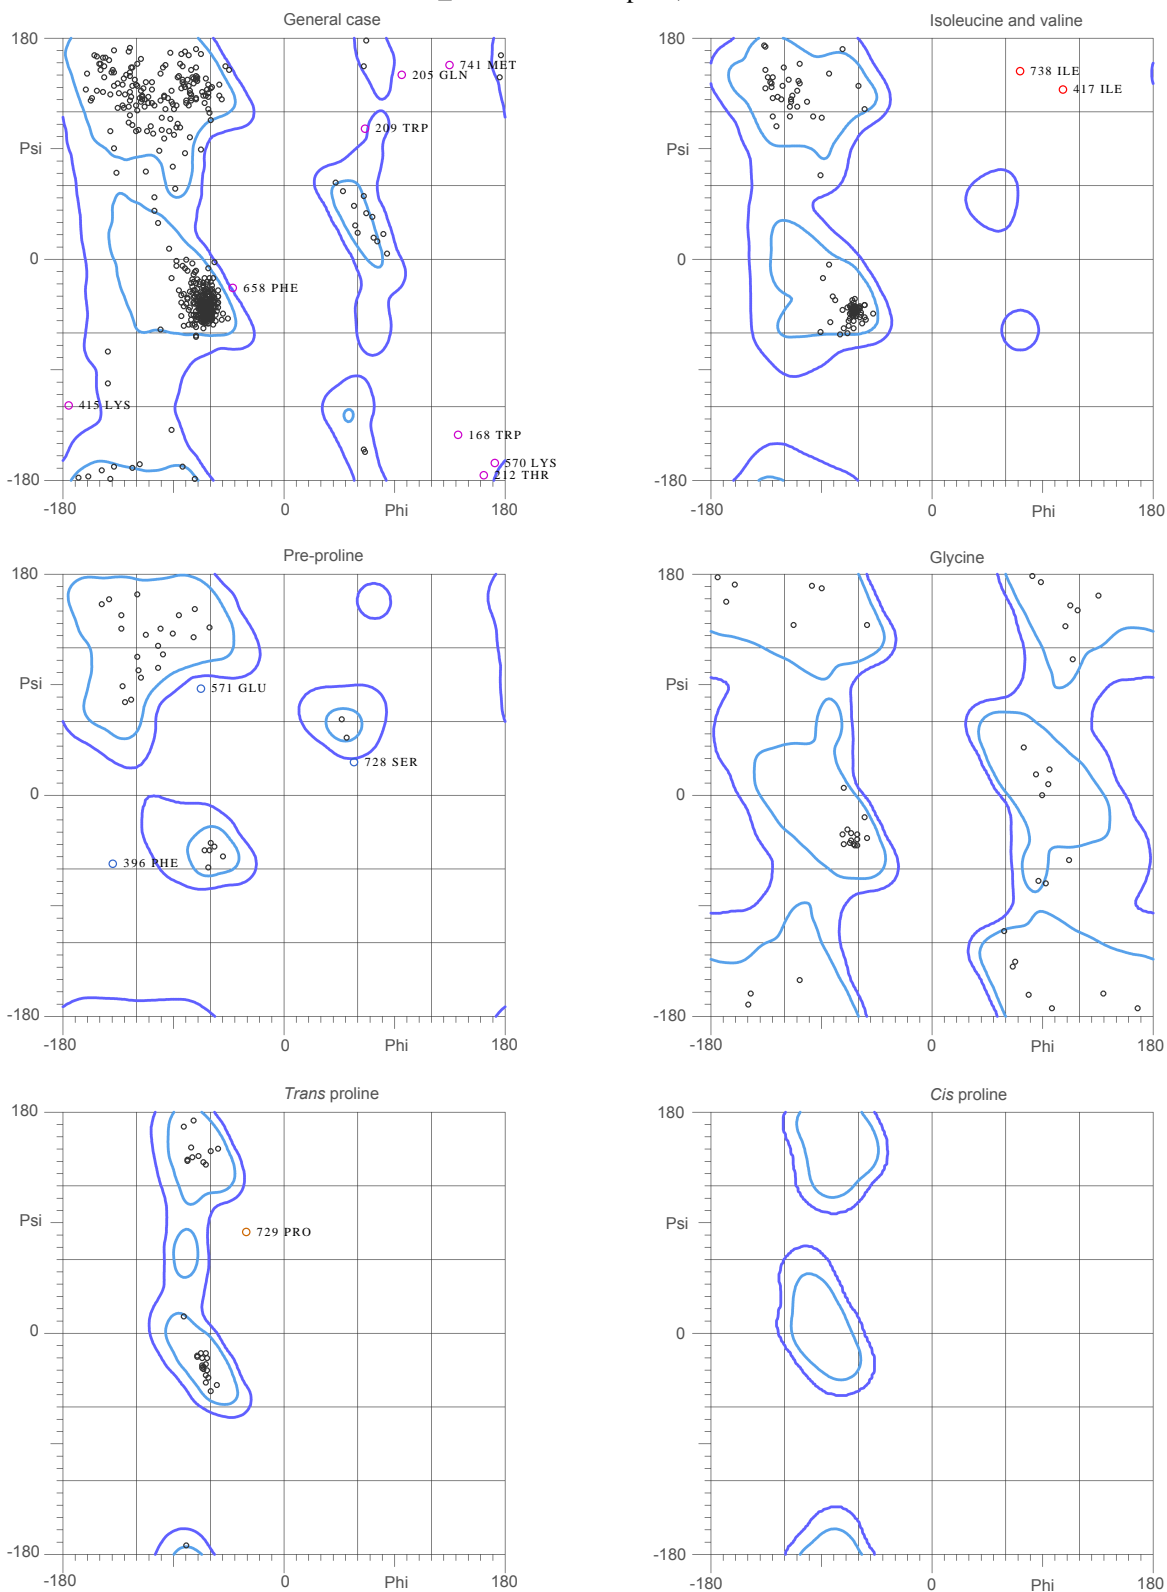 General case
180
Psi
0
-180
-180
0
Phi
180
741 MET
205 GLN
209 TRP
658 PHE
415 LYS
168 TRP
570 LYS
212 THR
Isoleucine and valine
180
Psi
0
-180
-180
0
Phi
180
738 ILE
417 ILE
Pre-proline
180
Psi
0
-180
-180
0
Phi
180
571 GLU
728 SER
396 PHE
Glycine
180
Psi
0
-180
-180
0
Phi
180
Trans proline
180
Psi
0
-180
-180
0
Phi
180
729 PRO
Cis proline
180
Psi
0
-180
-180
0
Phi
180